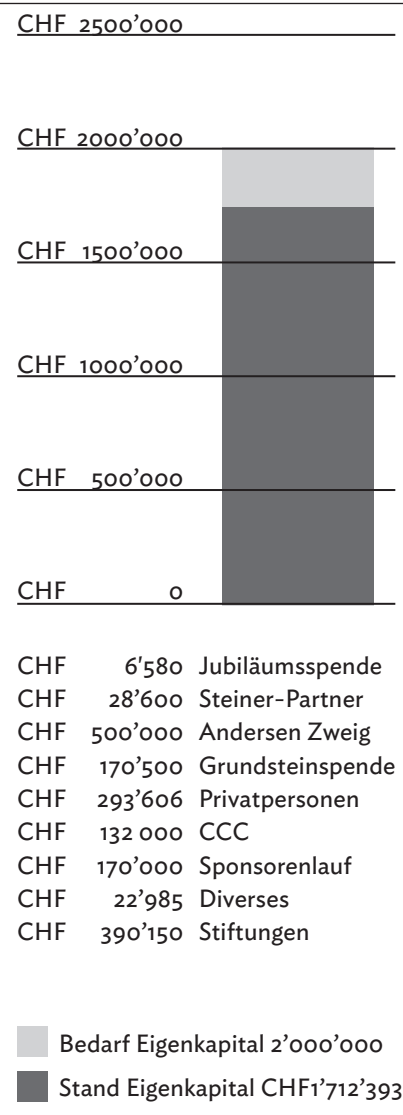 CHF 2500’000
CHF 2000’000
CHF 1500’000
CHF 1000’000
CHF 500’000
CHF 0
CHF 6'580 Jubiläumsspende
CHF 28’600 Steiner-Partner
CHF 500’000 Andersen Zweig
CHF 170’500 Grundsteinspende
CHF 293’606 Privatpersonen
CHF 132 000 CCC
CHF 170’000 Sponsorenlauf
CHF 22’985 Diverses
CHF 390’150 Stiftungen
Bedarf Eigenkapital 2’000’000
Stand Eigenkapital CHF1’712’393